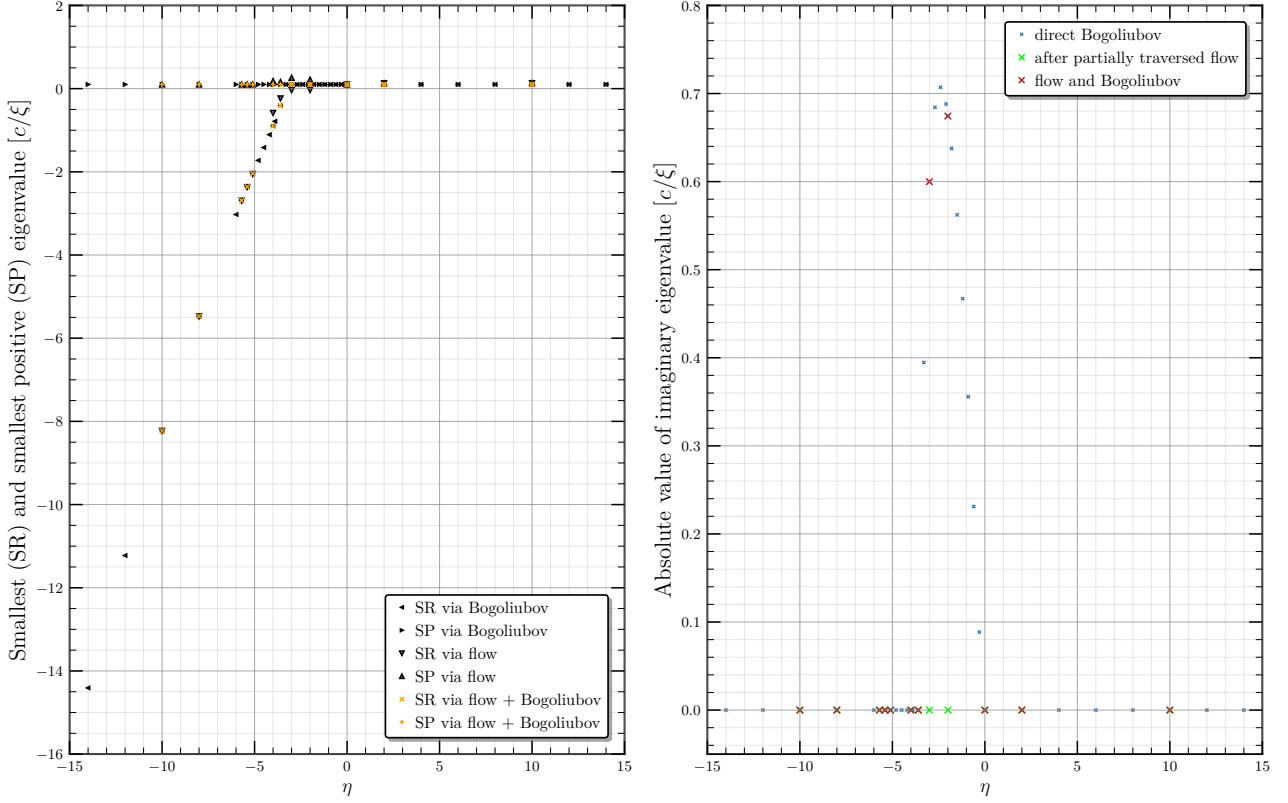 Smallest (SR) and smallest positive (SP) eigenvalue [c/ξ]
2
0
−2
−4
−6
−8
−10
−12
−14
−16
−15
−10
−5
0
5
10
15
η
SR via Bogoliubov
SP via Bogoliubov
SR via flow
SP via flow
SR via flow + Bogoliubov
SP via flow + Bogoliubov
Absolute value of imaginary eigenvalue [c/ξ]
0.8
0.7
0.6
0.5
0.4
0.3
0.2
0.1
0.0
−15
−10
−5
0
5
10
15
η
direct Bogoliubov
after partially traversed flow
flow and Bogoliubov